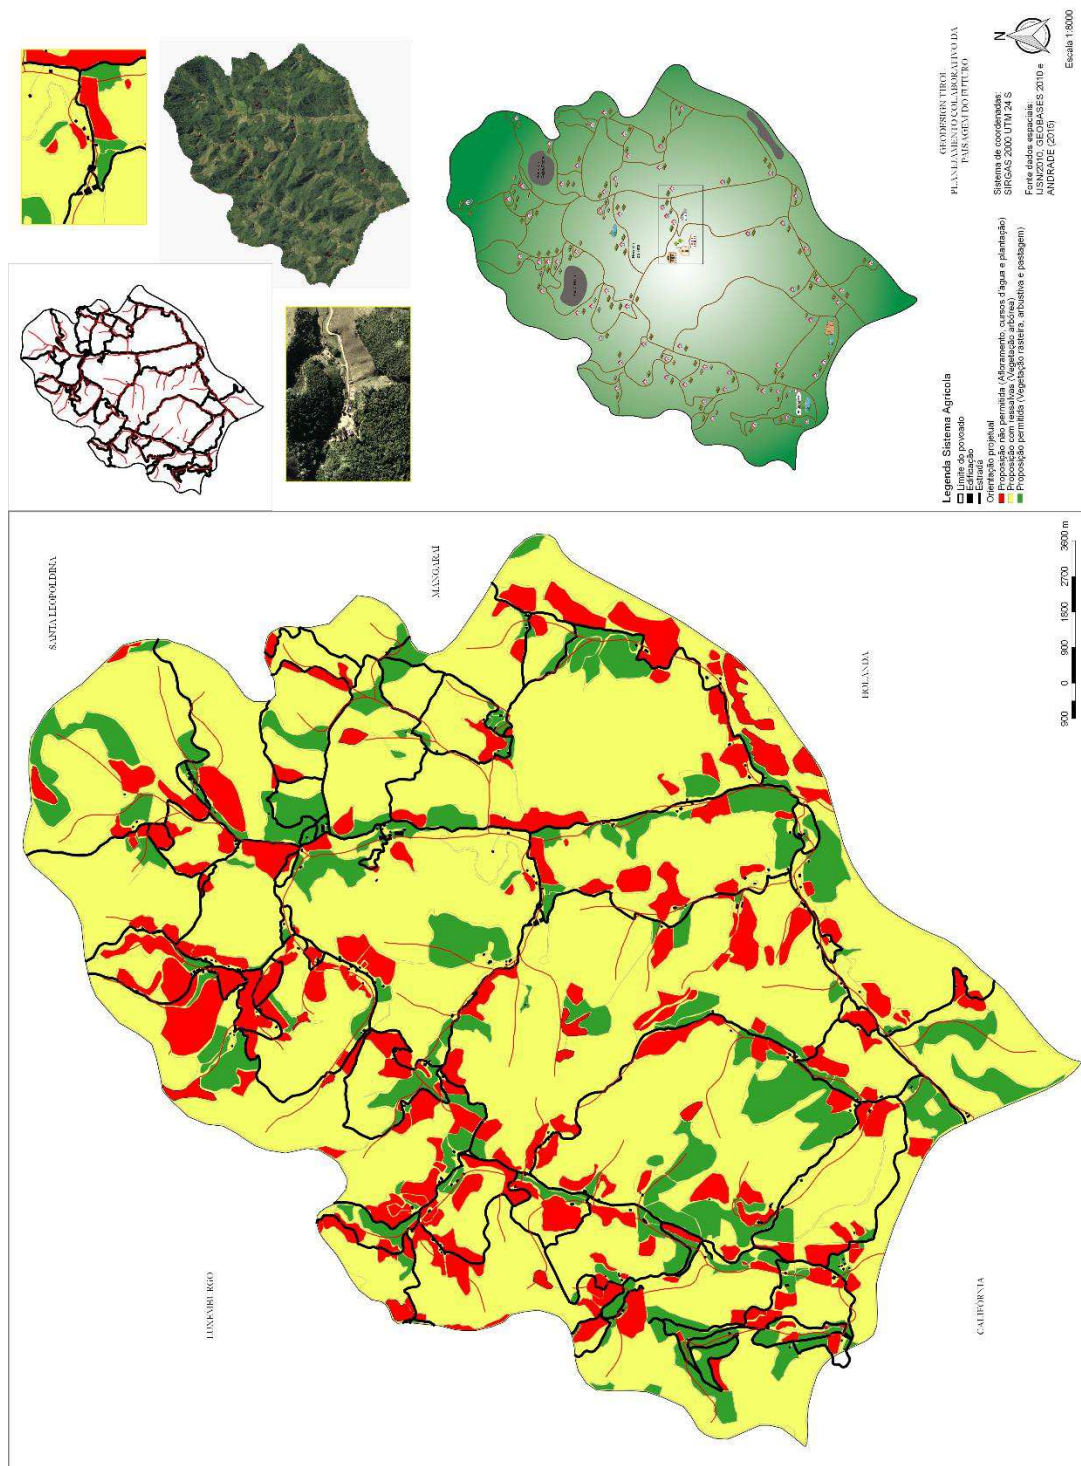 SANTA LEOPOLDINA
MANGARAÍ
HOLANDA
LUXEMBURGO
CALIFÓRNIA
900 0 900 1800 2700 3600 m
GEODESIGN TIROL
PLANEJAMENTO COLABORATIVO DA
PAISAGEM DO FUTURO
N
Sistema de coordenadas:
SIRGAS 2000 UTM 24 S
Fonte dados espaciais:
IJSN/2010, GEOBASES 2010 e
ANDRADE (2015)
Escala 1:8000
Legenda Sistema Agrícola
Limite do povoado
Edificação
Estrada
Orientação projetual
Proposição não permitida (Afloramento, cursos d'água e plantação)
Proposição com ressalvas (Vegetação arbórea)
Proposição permitida (Vegetação rasteira, arbustiva e pastagem)